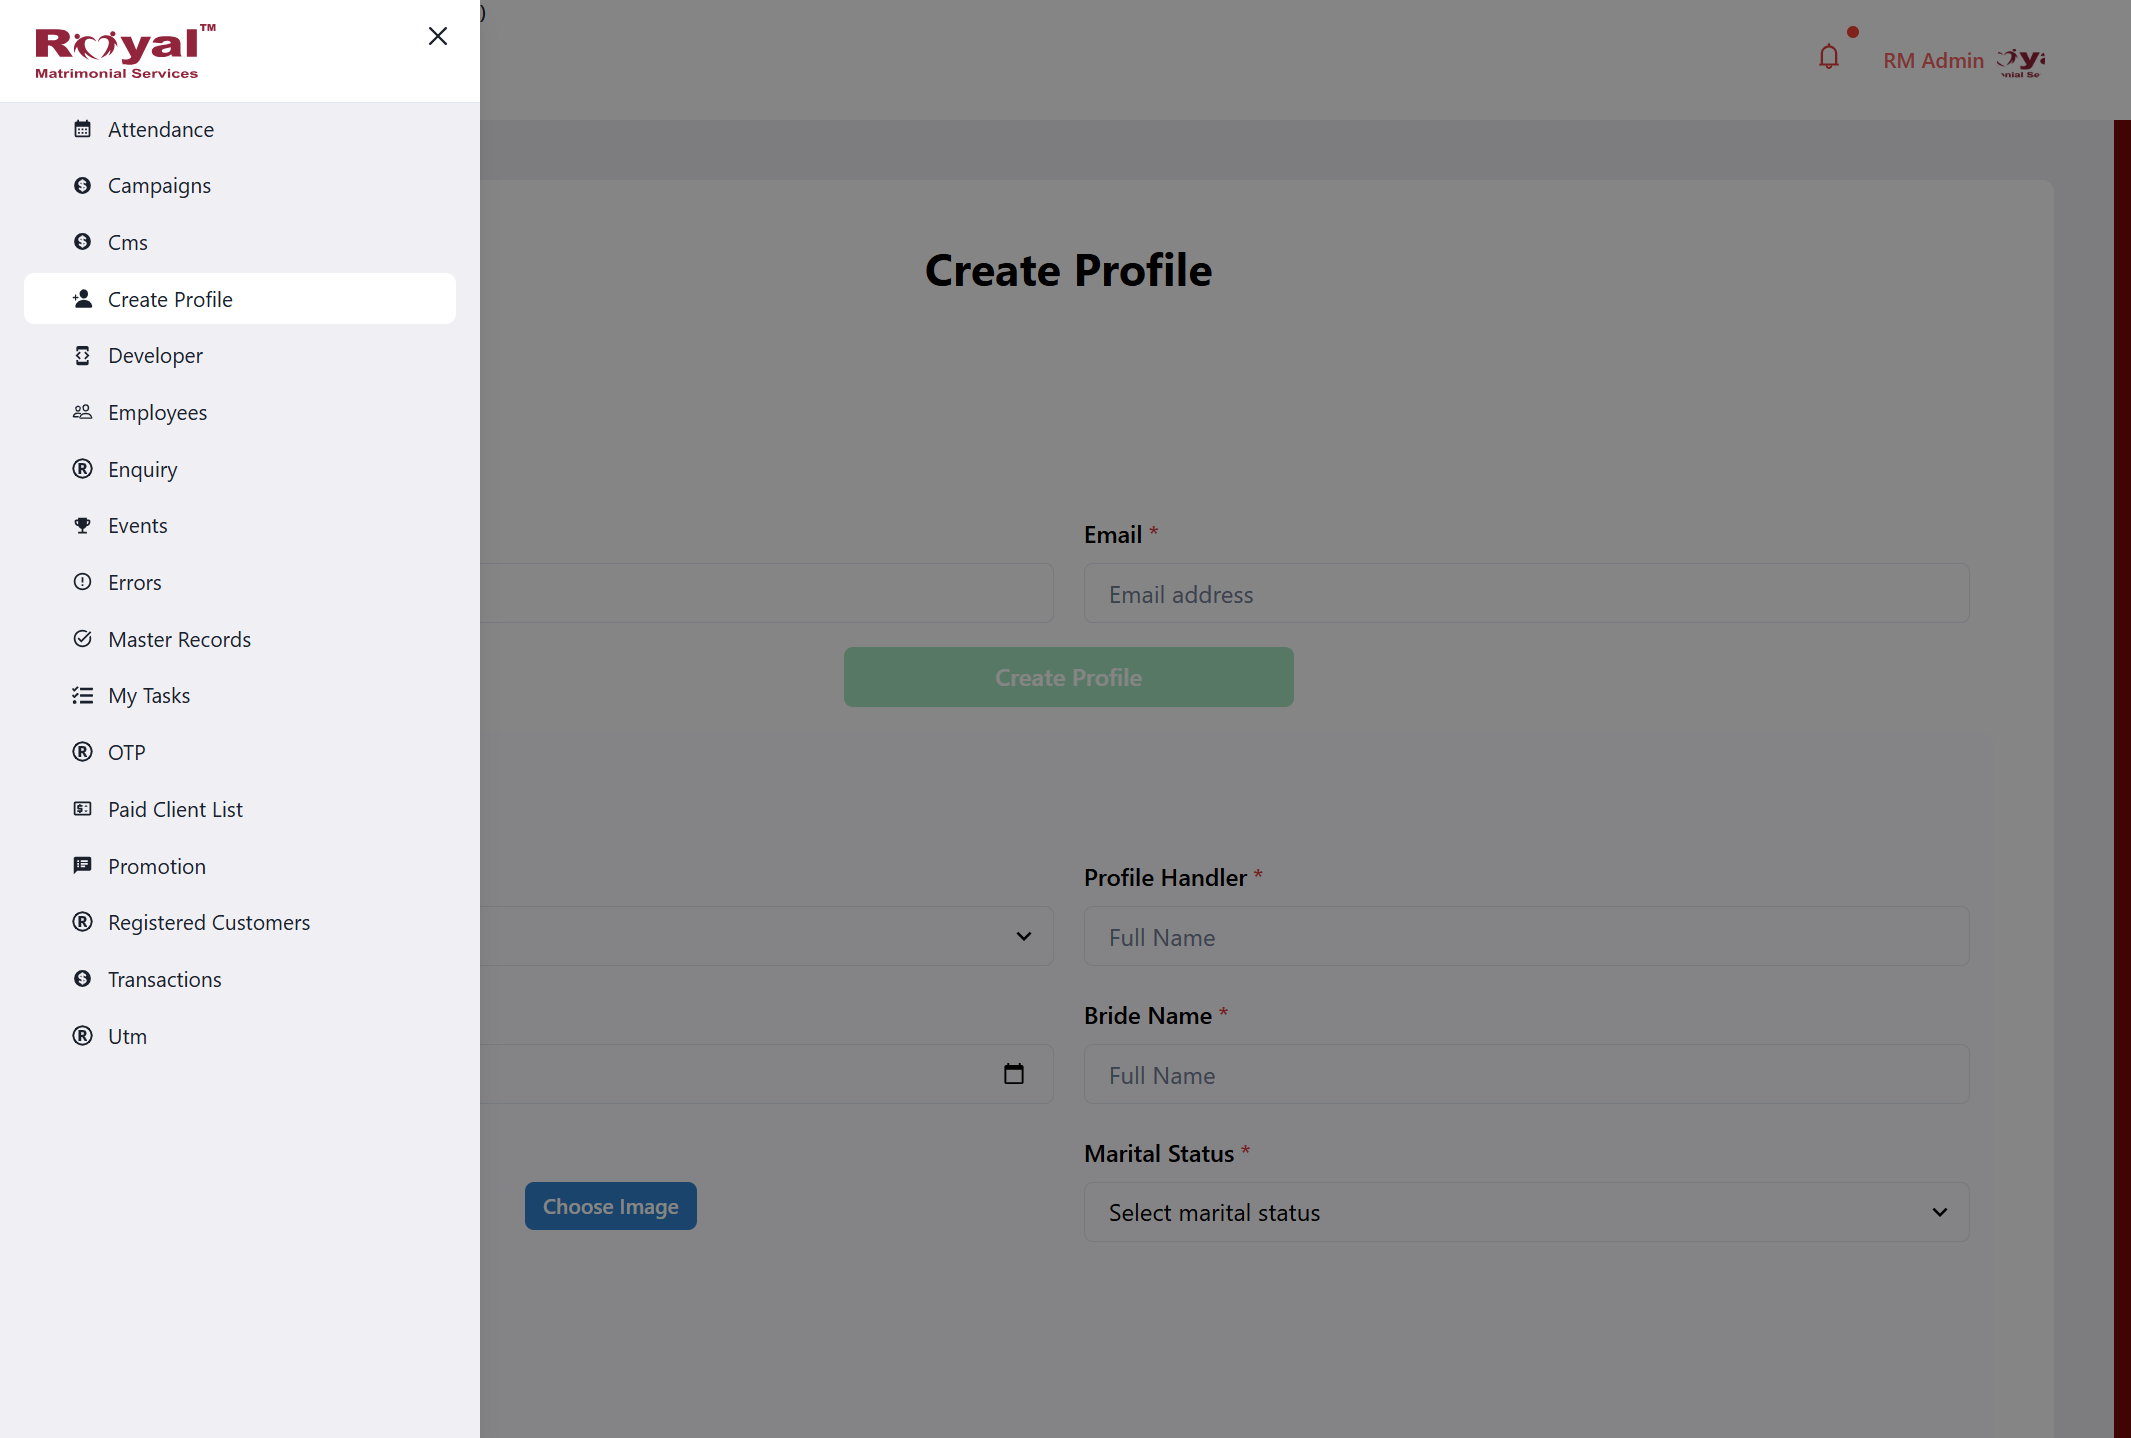 Royal™
Matrimonial Services
)
RM Admin
Attendance
Campaigns
Cms
Create Profile
Developer
Employees
Enquiry
Events
Errors
Master Records
My Tasks
OTP
Paid Client List
Promotion
Registered Customers
Transactions
Utm
Create Profile
Email *
Email address
Create Profile
Profile Handler *
Full Name
Bride Name *
Full Name
Marital Status *
Choose Image
Select marital status